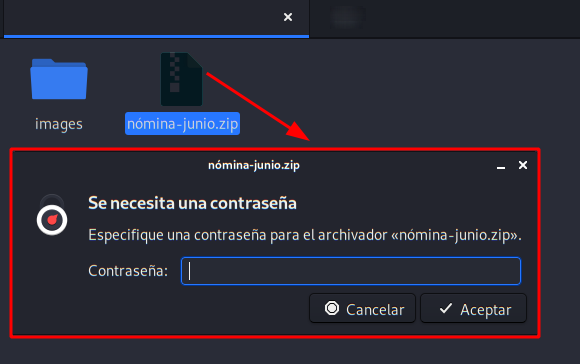 images
nómina-junio.zip
nómina-junio.zip
Se necesita una contraseña
Especifique una contraseña para el archivador «nómina-junio.zip».
Contraseña:
Cancelar
Aceptar